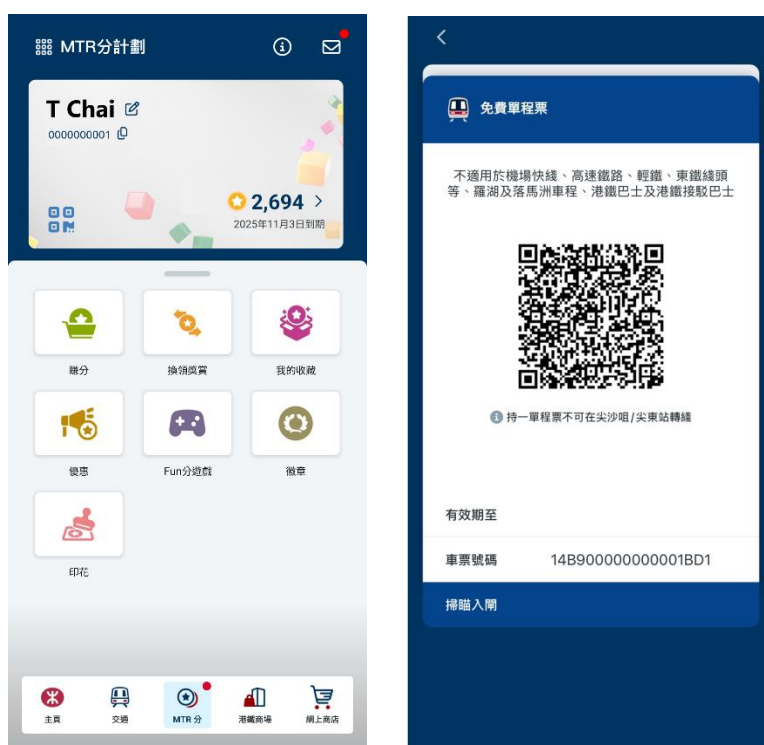 MTR分計劃
T Chai
0000000001
2,694
2025年11月3日到期
賺分
換領獎賞
我的收藏
優惠
Fun分遊戲
徽章
印花
主頁
交通
MTR 分
港鐵商場
網上商店
免費單程票
不適用於機場快綫、高速鐵路、輕鐵、東鐵綫頭
等、羅湖及落馬洲車程、港鐵巴士及港鐵接駁巴士
持一單程票不可在尖沙咀/尖東站轉綫
有效期至
車票號碼
14B900000000001BD1
掃瞄入閘